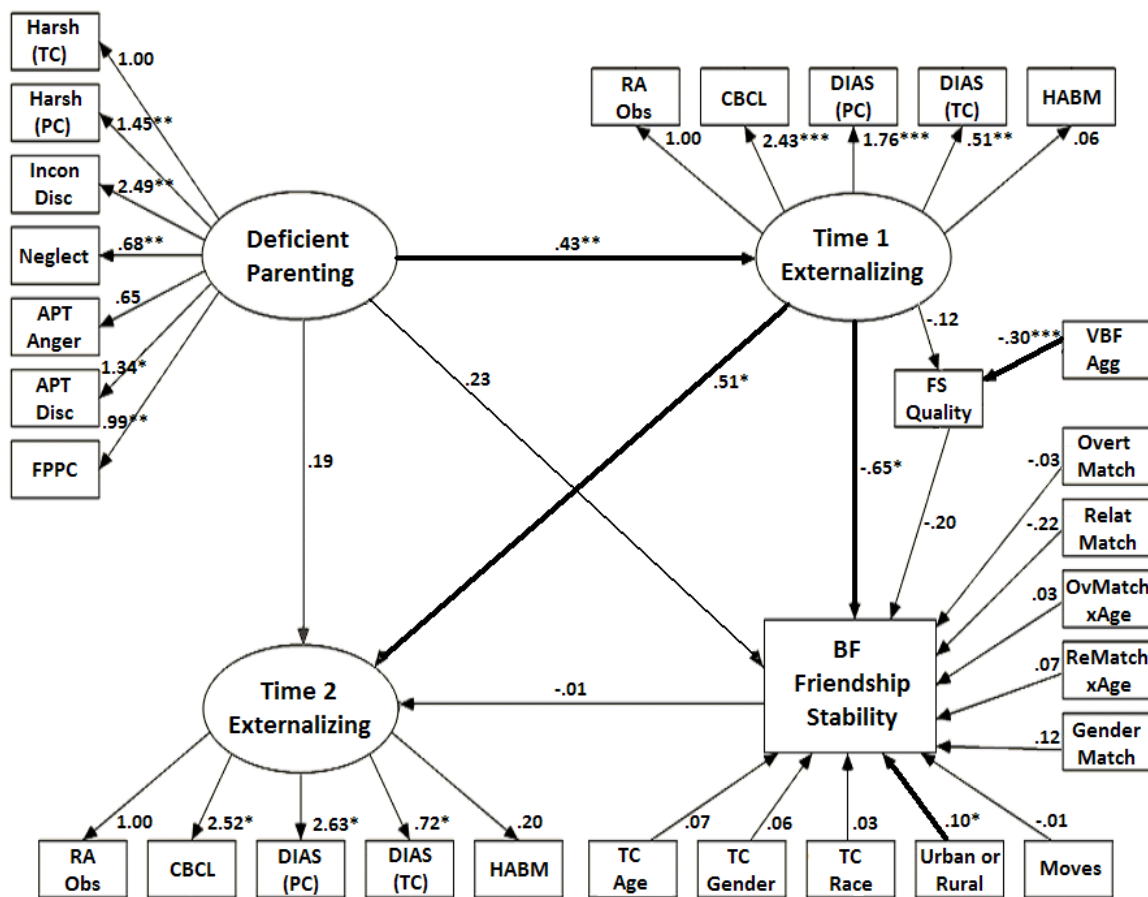 Harsh
(TC)
1.00
Harsh
(PC)
1.45**
Incon
Disc
2.49**
Neglect
.68**
APT
Anger
.65
APT
Disc
1.34*
FPPC
.99**
Deficient
Parenting
.43**
RA
Obs
1.00
CBCL
2.43***
DIAS
(PC)
1.76***
DIAS
(TC)
.51**
HABM
.06
Time 1
Externalizing
-.12
-.30***
VBF
Agg
FS
Quality
.23
.51*
-.65*
-.20
.19
-.03
Overt
Match
-.22
Relat
Match
.03
OvMatch
xAge
.07
ReMatch
xAge
.12
Gender
Match
BF
Friendship
Stability
-.01
Time 2
Externalizing
1.00
2.52*
2.63*
.72*
.20
RA
Obs
CBCL
DIAS
(PC)
DIAS
(TC)
HABM
.07
.06
.03
.10*
-.01
TC
Age
TC
Gender
TC
Race
Urban or
Rural
Moves